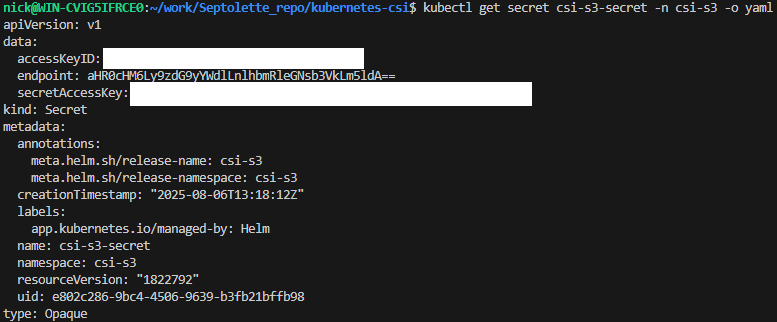 nick@WIN-CVIG5IFRCE0:~/work/Septolette_repo/kubernetes-csi$ kubectl get secret csi-s3-secret -n csi-s3 -o yaml
apiVersion: v1
data:
  accessKeyID:
  endpoint: aHR0cHM6Ly9zdG9yYWdlLnlhbmRleGNsb3VkLm5ldA==
  secretAccessKey:
kind: Secret
metadata:
  annotations:
    meta.helm.sh/release-name: csi-s3
    meta.helm.sh/release-namespace: csi-s3
  creationTimestamp: "2025-08-06T13:18:12Z"
  labels:
    app.kubernetes.io/managed-by: Helm
  name: csi-s3-secret
  namespace: csi-s3
  resourceVersion: "1822792"
  uid: e802c286-9bc4-4506-9639-b3fb21bffb98
type: Opaque